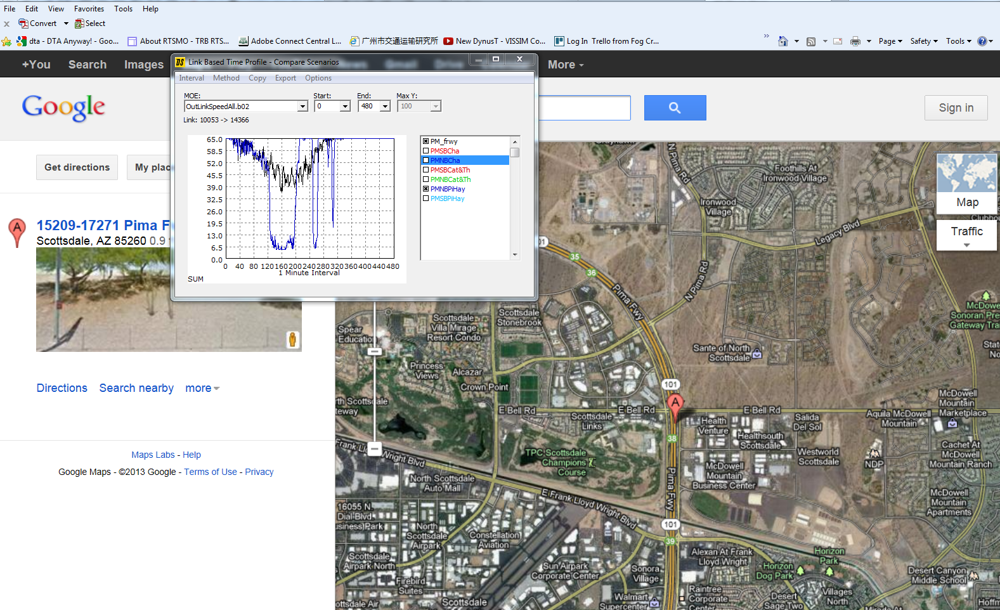 File Edit View Favorites Tools Help
x Convert Select
dta - DTA Anyway! - Goo... About RTSMO - TRB RTS... Adobe Connect Central L... 广州市交通运输研究所 New DynusT - VISSIM Co... Log In Trello from Fog Cr... » Page Safety Tools
+You Search Images More
DS Link Based Time Profile - Compare Scenarios
Interval Method Copy Export Options
MOE: Start: End: Max Y:
OutLinkSpeedAll.b02 0 480 100
Link: 10053 -> 14366
65.0
58.5
52.0
45.5
39.0
32.5
26.0
19.5
13.0
6.5
0.0
0 40 80 120 160 200 240 280 320 360 400 440 480
1 Minute Interval
SUM
PM_frwy
PMSBCha
PMNBCha
PMSBCat&Th
PMNBCat&Th
PMNBPiHay
PMSBPiHay
Google
Sign in
Get directions My plac
A
15209-17271 Pima F
Scottsdale, AZ 85260 0.9
Directions Search nearby more
Maps Labs - Help
Google Maps - ©2013 Google - Terms of Use - Privacy
Map
Traffic
N Pima Rd
Foothills At
Ironwood Village
Ironwood
Village
Legacy Blvd
01
35
36
Pima Fwy
N Pima Rd
McDowe
Sonoran Pre
Gateway Tra
Scottsdale
Stonebrook
Scottsdale
Villa Mirage
Resort Condo
Spear
Education
Sante of North
Scottsdale
Stat
No
Princess
Views
Alcazar
Crown Point
101
A
rth Scottsdale
teway
E Bell Rd
E Bell Rd
E Bell Rd
Scottsdale
Links
Health
Venture
Salida
Del Sol
Aquila McDowell
Mountain
McDowell
Mountain
Marketplace
38
Healthsouth
Scottsdale
Frank Ll
Wright Blvd
TPC Scottsdale
Champions
Course
Westworld
Scottsdale
NDP
Cachet At
McDowell
Mountain Ranch
North Scottsdale
Auto Mall
Pima Fwy
McDowell
Mountain
Business Center
E Frank Lloyd Wright Blvd
McDowell
Mountain
Apartments
16055 N.
Dial Blvd
usiness) Park
North
Scottsdale
Airpark
Constellation
Aviation
101
39
Scottsdale
Airpark North
Sun Airpark
Corporate Center
Sonora
Village
Alexan At Frank
Lloyd Wright
Horizon
Park
Horizon
Dog Park
Desert Canyon
Middle School
Firebird
Suites
ottsdale Air
Scottsdale
Walmart
Supercenter
Raintree
Corporate
Center
Desert
Sage Two
Villages
North
Hoffm